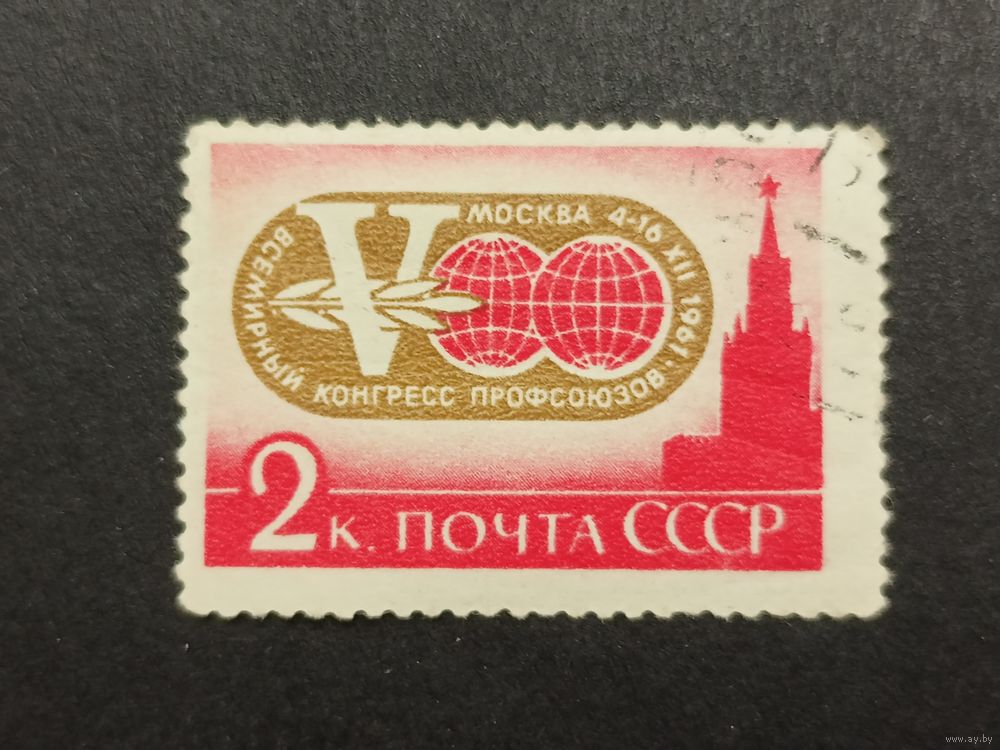 V
МОСКВА 4-16 XII 1961.
ВСЕМИРНЫЙ КОНГРЕСС ПРОФСОЮЗОВ
2 к. ПОЧТА СССР
www.ay.by